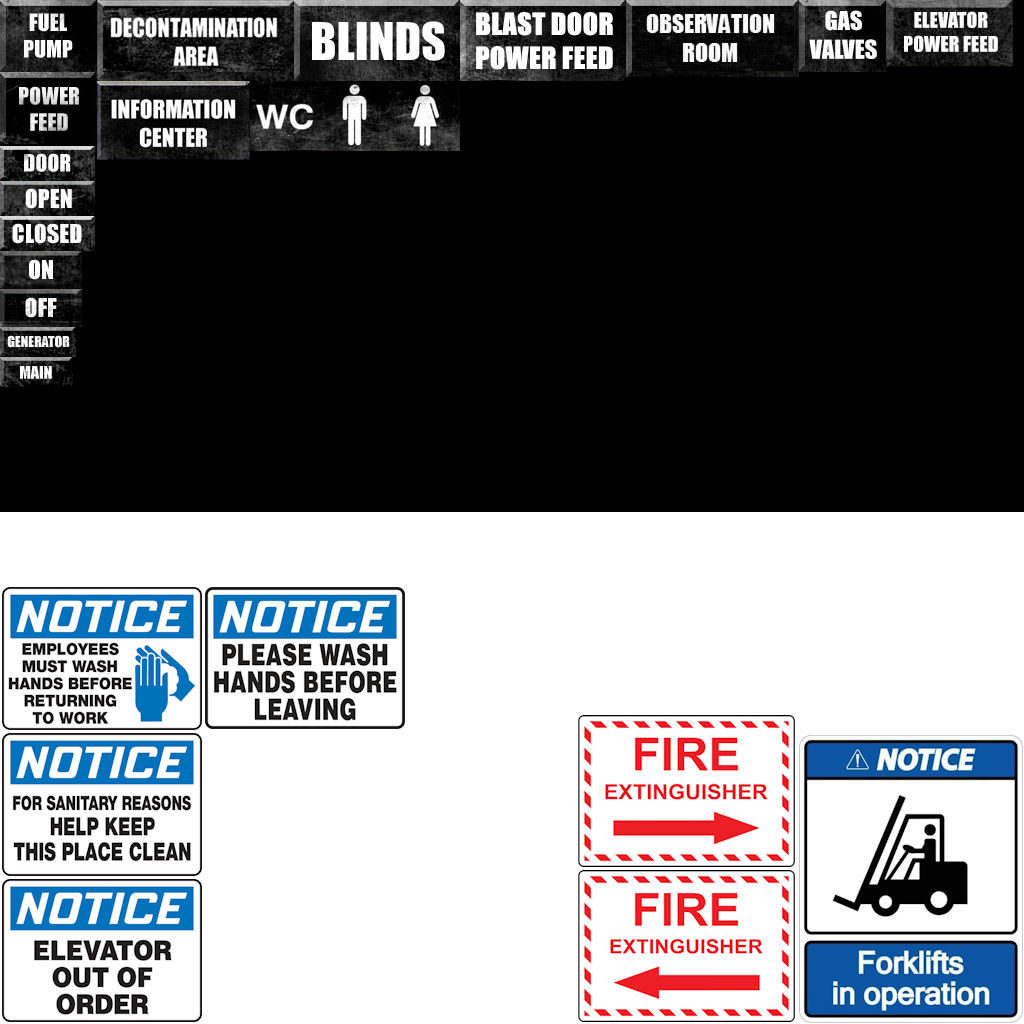 FUEL
PUMP
DECONTAMINATION
AREA
BLINDS
BLAST DOOR
POWER FEED
OBSERVATION
ROOM
GAS
VALVES
ELEVATOR
POWER FEED
POWER
FEED
INFORMATION
CENTER
WC
DOOR
OPEN
CLOSED
ON
OFF
GENERATOR
MAIN
NOTICE
EMPLOYEES
MUST WASH
HANDS BEFORE
RETURNING
TO WORK
NOTICE
PLEASE WASH
HANDS BEFORE
LEAVING
NOTICE
FOR SANITARY REASONS
HELP KEEP
THIS PLACE CLEAN
NOTICE
ELEVATOR
OUT OF
ORDER
FIRE
EXTINGUISHER
FIRE
EXTINGUISHER
NOTICE
Forklifts
in operation